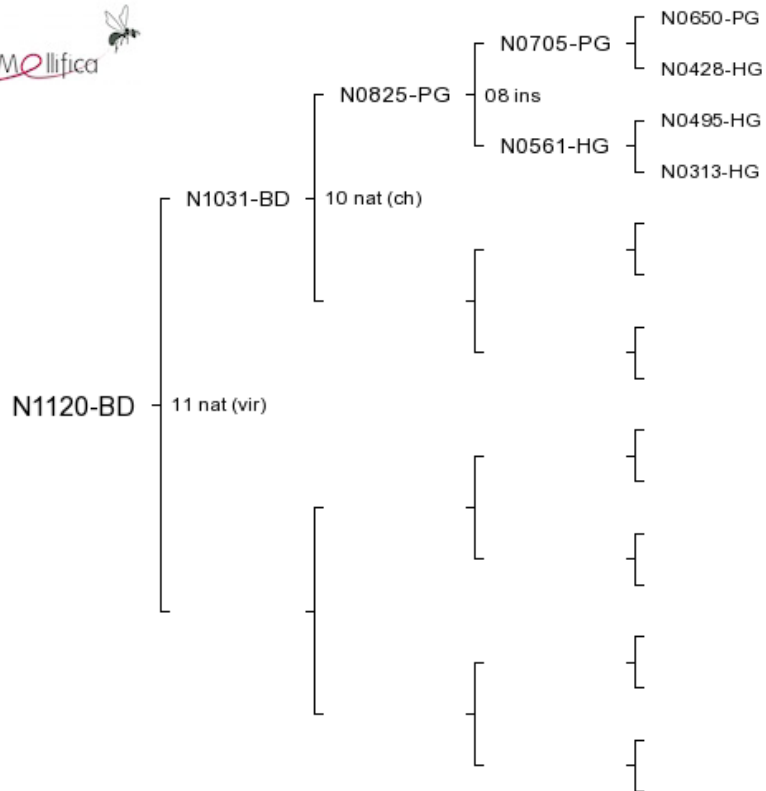 Mellifica
N0650-PG
N0705-PG
N0428-HG
N0825-PG
08 ins
N0495-HG
N0561-HG
N0313-HG
N1031-BD
10 nat (ch)
N1120-BD
11 nat (vir)